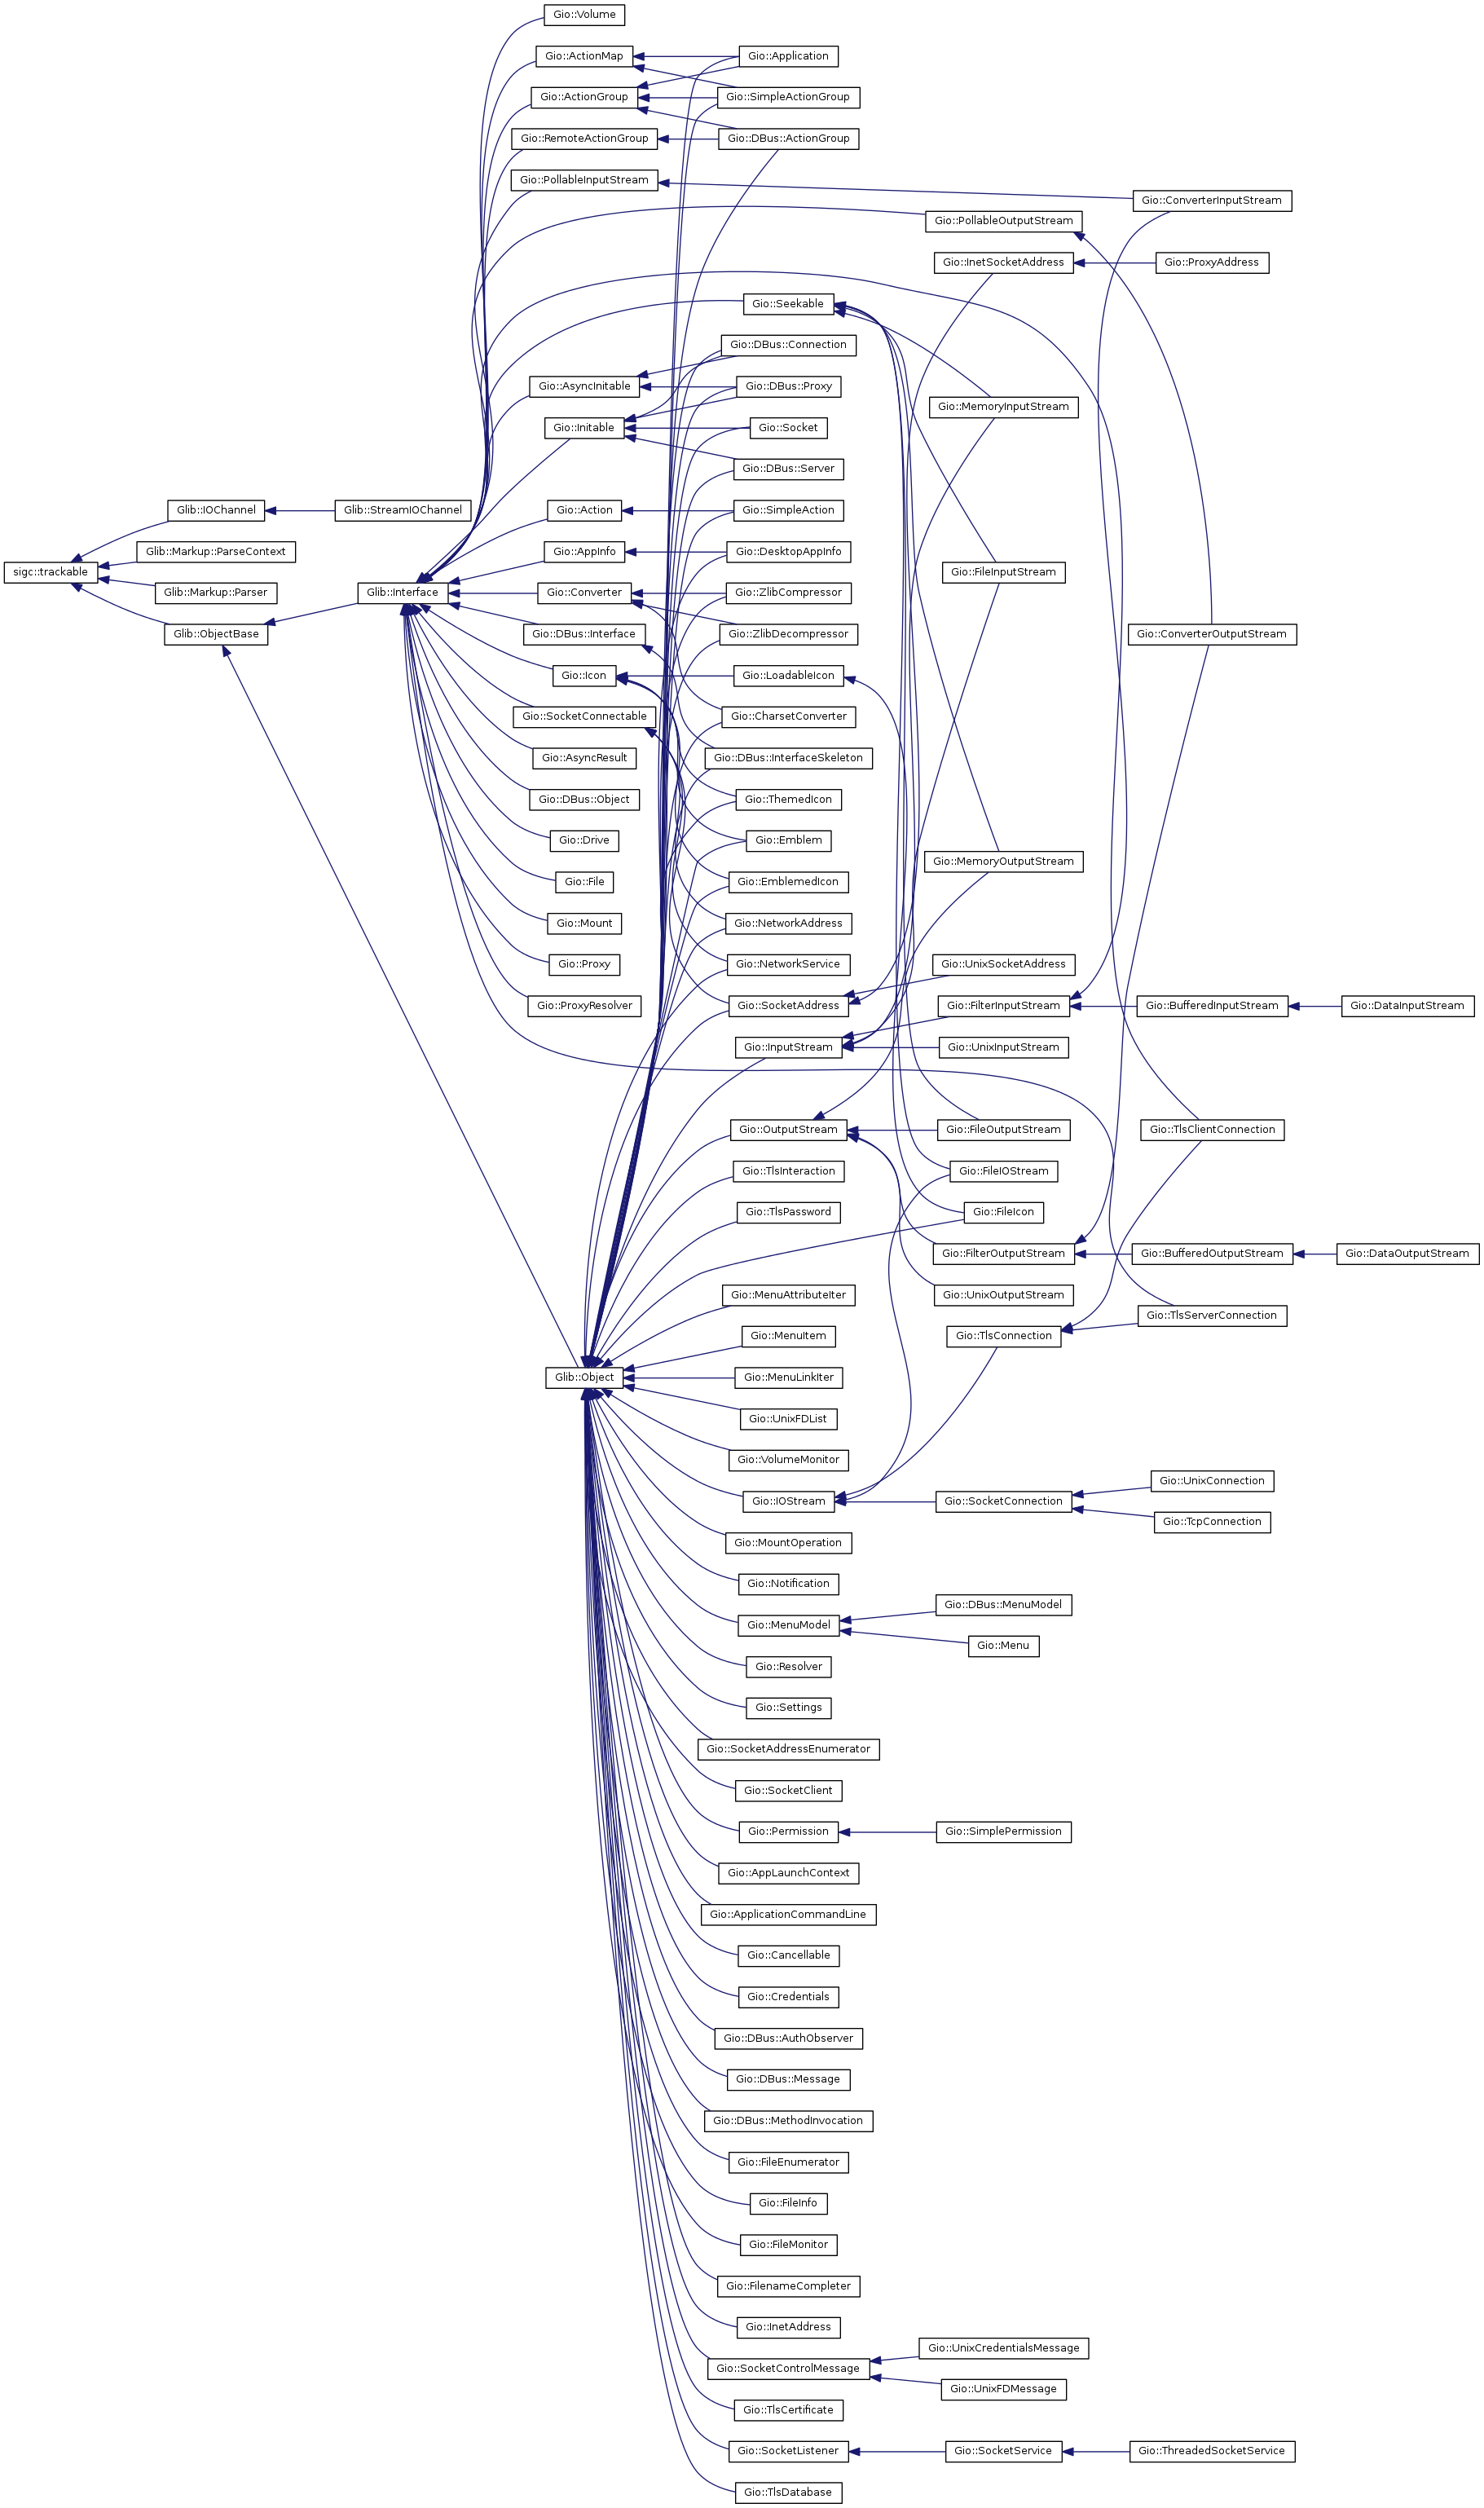 Gio::Volume
Gio::ActionMap
Gio::Application
Gio::ActionGroup
Gio::SimpleActionGroup
Gio::RemoteActionGroup
Gio::DBus::ActionGroup
Gio::PollableInputStream
Gio::ConverterInputStream
Gio::PollableOutputStream
Gio::InetSocketAddress
Gio::ProxyAddress
Gio::Seekable
Gio::DBus::Connection
Gio::AsyncInitable
Gio::DBus::Proxy
Gio::MemoryInputStream
Gio::Initable
Gio::Socket
Gio::DBus::Server
Glib::IOChannel
Glib::StreamIOChannel
Gio::Action
Gio::SimpleAction
Glib::Markup::ParseContext
Gio::AppInfo
Gio::DesktopAppInfo
sigc::trackable
Gio::FileInputStream
Glib::Markup::Parser
Glib::Interface
Gio::Converter
Gio::ZlibCompressor
Glib::ObjectBase
Gio::DBus::Interface
Gio::ZlibDecompressor
Gio::ConverterOutputStream
Gio::Icon
Gio::LoadableIcon
Gio::SocketConnectable
Gio::CharsetConverter
Gio::AsyncResult
Gio::DBus::InterfaceSkeleton
Gio::DBus::Object
Gio::ThemedIcon
Gio::Drive
Gio::Emblem
Gio::MemoryOutputStream
Gio::File
Gio::EmblemedIcon
Gio::Mount
Gio::NetworkAddress
Gio::Proxy
Gio::NetworkService
Gio::UnixSocketAddress
Gio::ProxyResolver
Gio::SocketAddress
Gio::FilterInputStream
Gio::BufferedInputStream
Gio::DataInputStream
Gio::InputStream
Gio::UnixInputStream
Gio::OutputStream
Gio::FileOutputStream
Gio::TlsClientConnection
Gio::TlsInteraction
Gio::FileIOStream
Gio::TlsPassword
Gio::FileIcon
Gio::FilterOutputStream
Gio::BufferedOutputStream
Gio::DataOutputStream
Gio::MenuAttributeIter
Gio::UnixOutputStream
Gio::TlsServerConnection
Gio::MenuItem
Gio::TlsConnection
Glib::Object
Gio::MenuLinkIter
Gio::UnixFDList
Gio::VolumeMonitor
Gio::UnixConnection
Gio::IOStream
Gio::SocketConnection
Gio::TcpConnection
Gio::MountOperation
Gio::Notification
Gio::DBus::MenuModel
Gio::MenuModel
Gio::Menu
Gio::Resolver
Gio::Settings
Gio::SocketAddressEnumerator
Gio::SocketClient
Gio::Permission
Gio::SimplePermission
Gio::AppLaunchContext
Gio::ApplicationCommandLine
Gio::Cancellable
Gio::Credentials
Gio::DBus::AuthObserver
Gio::DBus::Message
Gio::DBus::MethodInvocation
Gio::FileEnumerator
Gio::FileInfo
Gio::FileMonitor
Gio::FilenameCompleter
Gio::InetAddress
Gio::UnixCredentialsMessage
Gio::SocketControlMessage
Gio::UnixFDMessage
Gio::TlsCertificate
Gio::SocketListener
Gio::SocketService
Gio::ThreadedSocketService
Gio::TlsDatabase